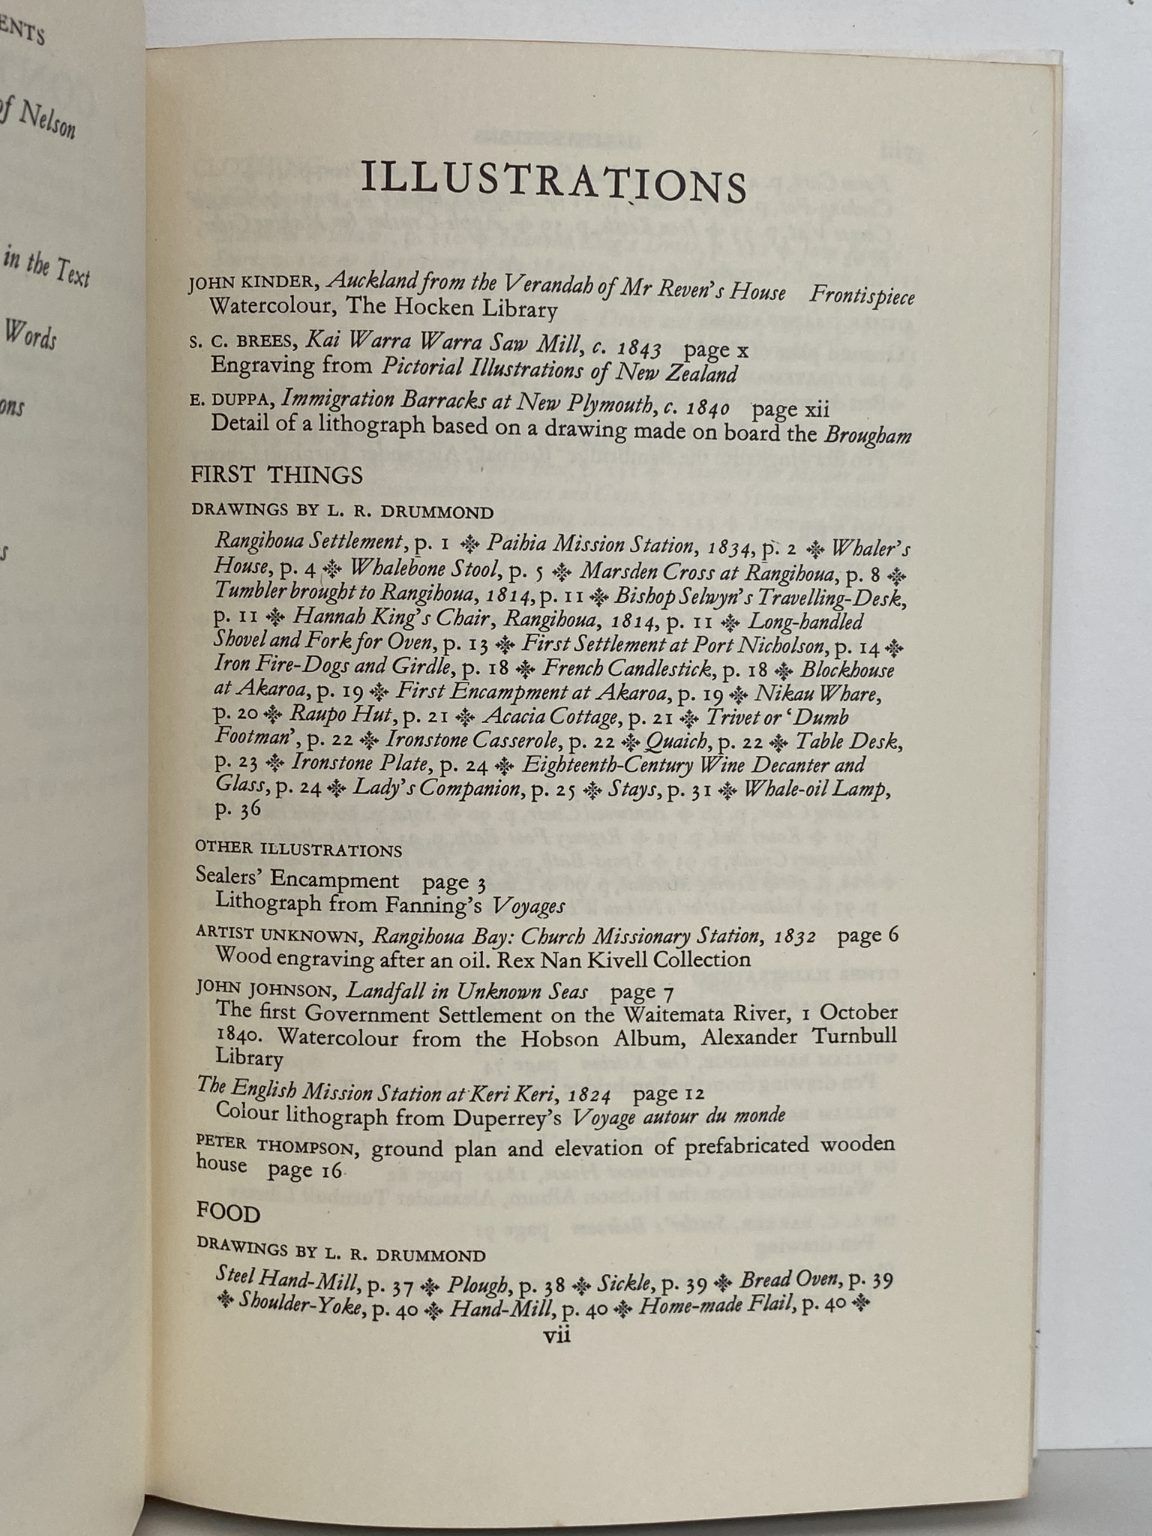 ENTS
of Nelson
in the Text
Words
ons
s
ILLUSTRATIONS
JOHN KINDER, Auckland from the Verandah of Mr Reven's House Frontispiece
Watercolour, The Hocken Library
S. C. BREES, Kai Warra Warra Saw Mill, c. 1843 page x
Engraving from Pictorial Illustrations of New Zealand
E. DUPPA, Immigration Barracks at New Plymouth, c. 1840 page xii
Detail of a lithograph based on a drawing made on board the Brougham
FIRST THINGS
DRAWINGS BY L. R. DRUMMOND
Rangihoua Settlement, p. 1 ✤ Paihia Mission Station, 1834, p. 2 ✤ Whaler's
House, p. 4 ✤ Whalebone Stool, p. 5 ✤ Marsden Cross at Rangihoua, p. 8 ✤
Tumbler brought to Rangihoua, 1814, p. 11 ✤ Bishop Selwyn's Travelling-Desk,
p. 11 ✤ Hannah King's Chair, Rangihoua, 1814, p. 11 ✤ Long-handled
Shovel and Fork for Oven, p. 13 ✤ First Settlement at Port Nicholson, p. 14 ✤
Iron Fire-Dogs and Girdle, p. 18 ✤ French Candlestick, p. 18 ✤ Blockhouse
at Akaroa, p. 19 ✤ First Encampment at Akaroa, p. 19 ✤ Nikau Whare,
p. 20 ✤ Raupo Hut, p. 21 ✤ Acacia Cottage, p. 21 ✤ Trivet or 'Dumb
Footman', p. 22 ✤ Ironstone Casserole, p. 22 ✤ Quaich, p. 22 ✤ Table Desk,
p. 23 ✤ Ironstone Plate, p. 24 ✤ Eighteenth-Century Wine Decanter and
Glass, p. 24 ✤ Lady's Companion, p. 25 ✤ Stays, p. 31 ✤ Whale-oil Lamp,
p. 36
OTHER ILLUSTRATIONS
Sealers' Encampment page 3
Lithograph from Fanning's Voyages
ARTIST UNKNOWN, Rangihoua Bay: Church Missionary Station, 1832 page 6
Wood engraving after an oil. Rex Nan Kivell Collection
JOHN JOHNSON, Landfall in Unknown Seas page 7
The first Government Settlement on the Waitemata River, 1 October
1840. Watercolour from the Hobson Album, Alexander Turnbull
Library
The English Mission Station at Keri Keri, 1824 page 12
Colour lithograph from Duperrey's Voyage autour du monde
PETER THOMPSON, ground plan and elevation of prefabricated wooden
house page 16
FOOD
DRAWINGS BY L. R. DRUMMOND
Steel Hand-Mill, p. 37 ✤ Plough, p. 38 ✤ Sickle, p. 39 ✤ Bread Oven, p. 39
✤ Shoulder-Yoke, p. 40 ✤ Hand-Mill, p. 40 ✤ Home-made Flail, p. 40 ✤
vii